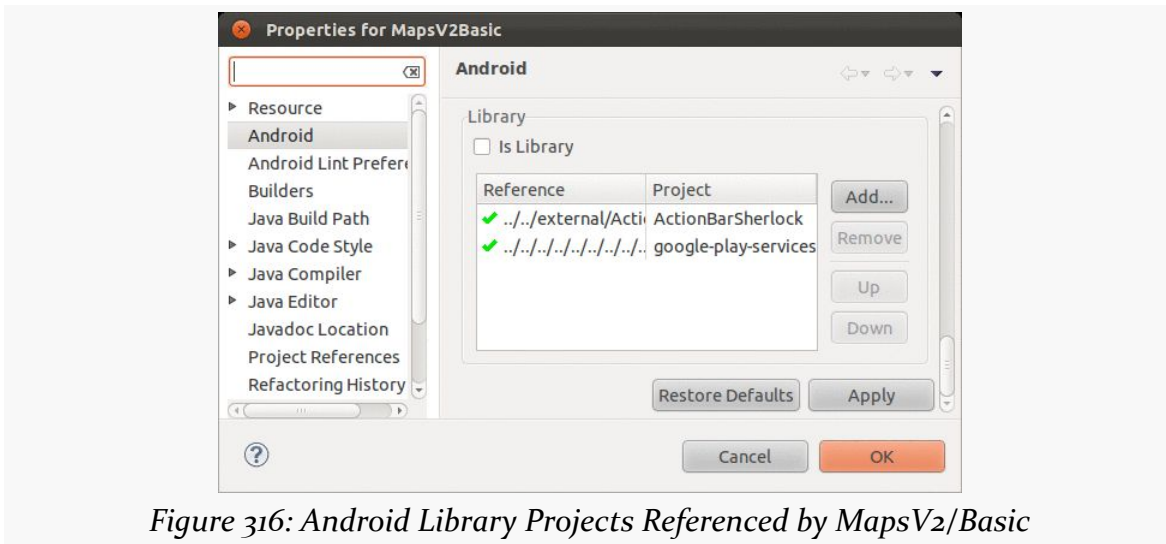 Properties for MapsV2Basic
Resource
Android
Android Lint Prefere
Builders
Java Build Path
Java Code Style
Java Compiler
Java Editor
Javadoc Location
Project References
Refactoring History
Android
Library
Is Library
Reference Project
../../external/Acti ActionBarSherlock
../../../../../../../../.. google-play-services
Add...
Remove
Up
Down
Restore Defaults Apply
? Cancel OK
Figure 316: Android Library Projects Referenced by MapsV2/Basic